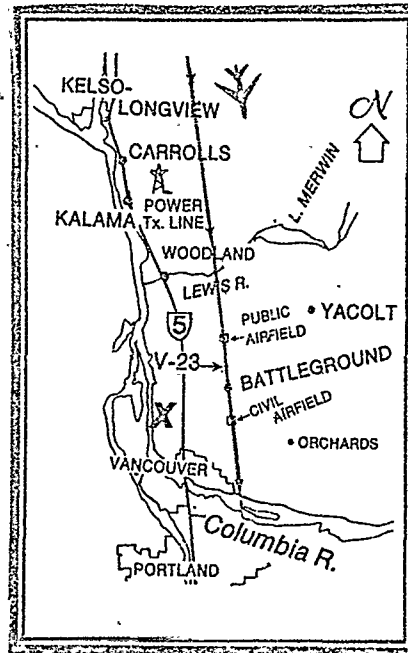 KELSO-
LONGVIEW
N
CARROLLS
POWER
KALAMA Tx. LINE
L. MERWIN
WOODLAND
LEWIS R.
5
PUBLIC
AIRFIELD
YACOLT
V-23
BATTLEGROUND
CIVIL
AIRFIELD
X
ORCHARDS
VANCOUVER
Columbia R.
PORTLAND